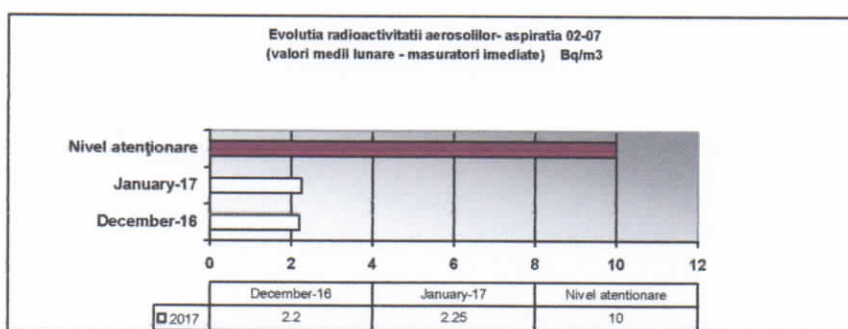 Evolutia radioactivitatii aerosolilor- aspiratia 02-07
(valori medii lunare - masuratori imediate) Bq/m3
Nivel atenţionare
January-17
December-16
0 2 4 6 8 10 12
December-16 January-17 Nivel atentionare
2017 2.2 2.25 10